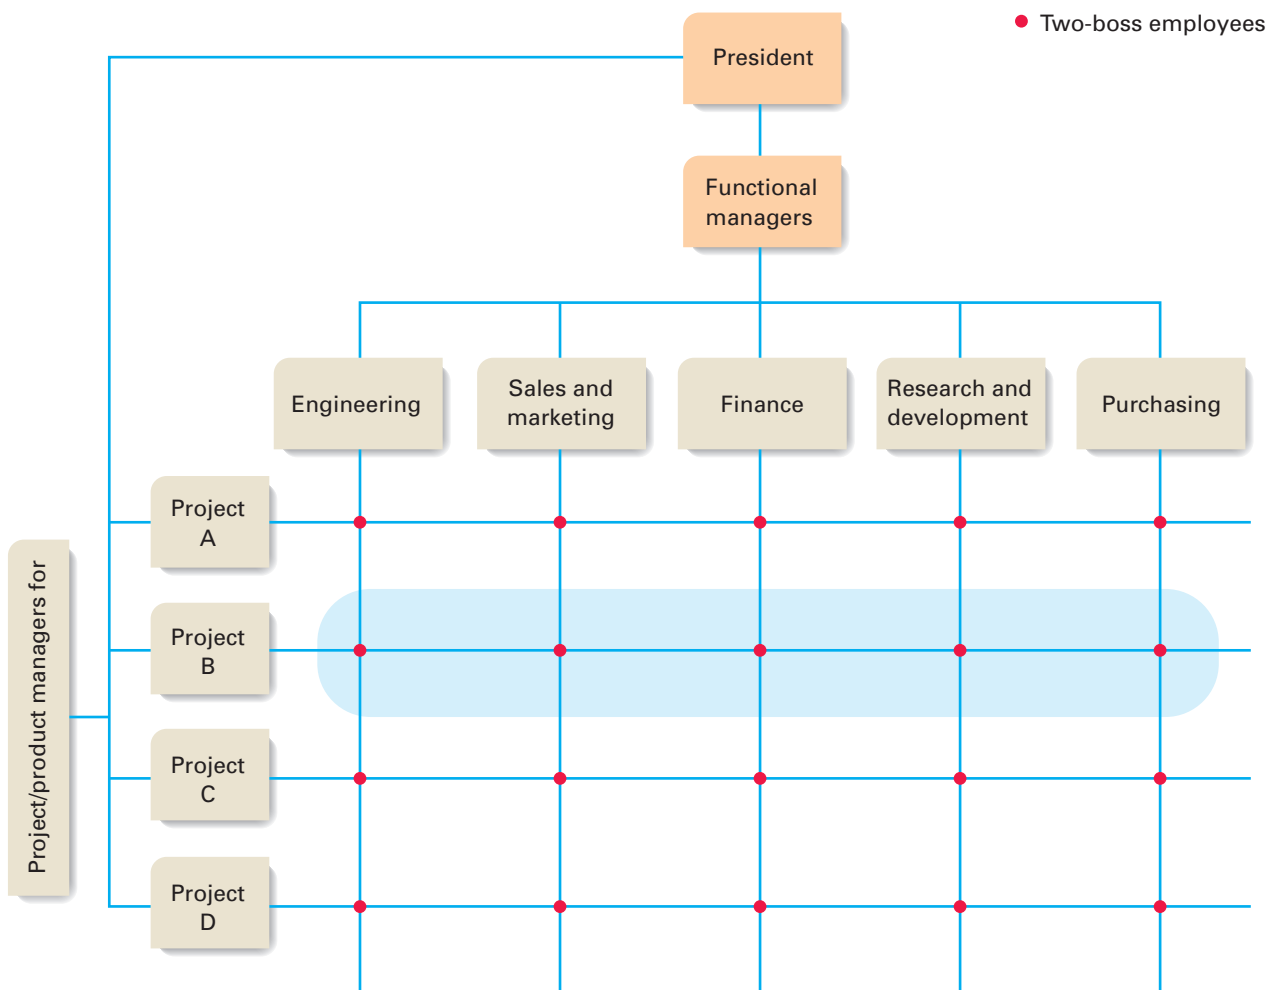 Two-boss employees
President
Functional
managers
Engineering
Sales and
marketing
Finance
Research and
development
Purchasing
Project/product managers for
Project
A
Project
B
Project
C
Project
D